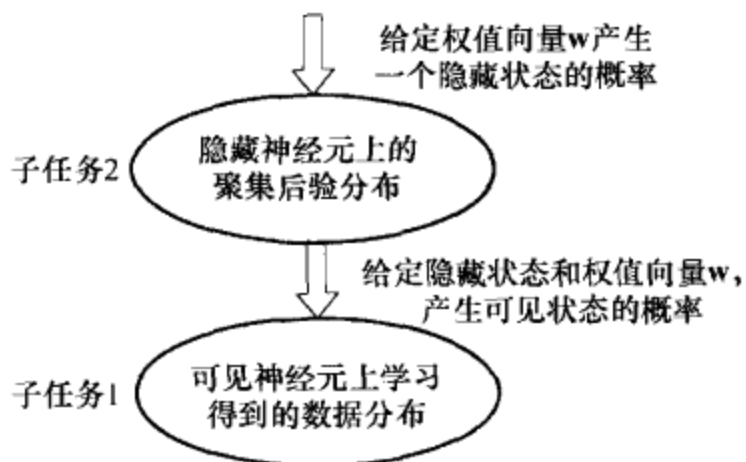 给定权值向量w产生
一个隐藏状态的概率
子任务2
隐藏神经元上的
聚集后验分布
给定隐藏状态和权值向量w,
产生可见状态的概率
子任务1
可见神经元上学习
得到的数据分布